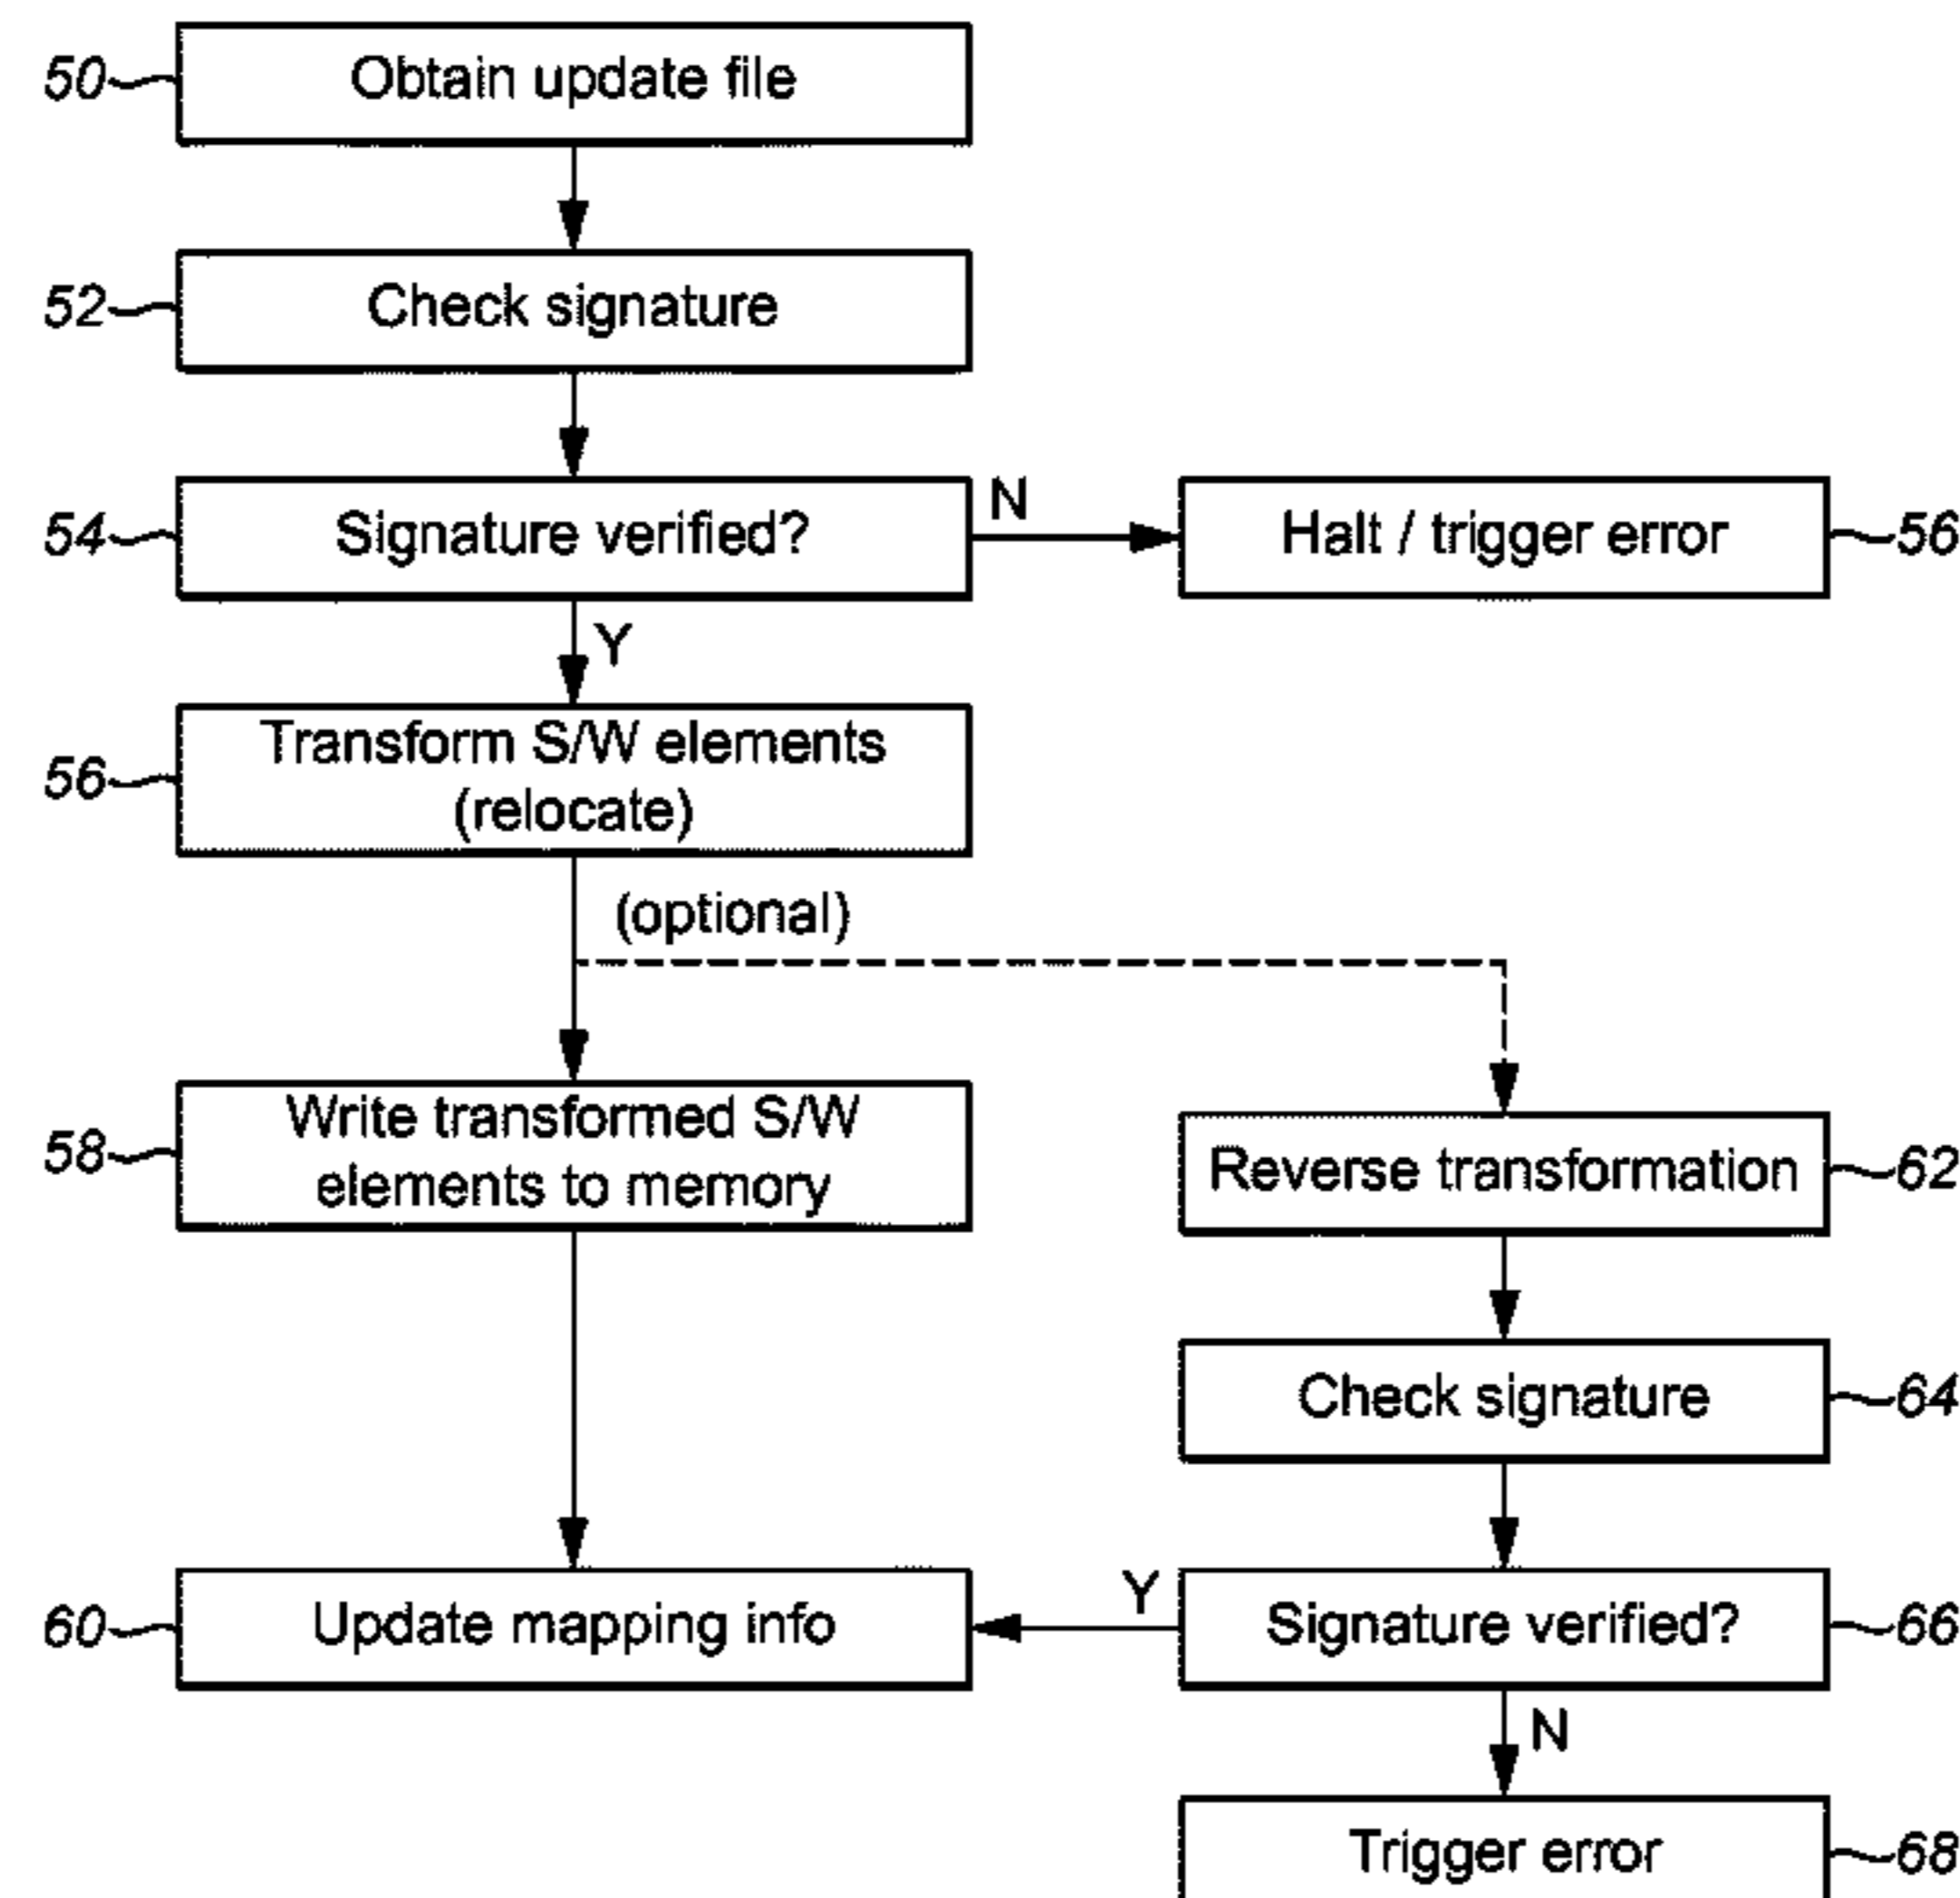 50
Obtain update file
52
Check signature
54
Signature verified?
N
Halt / trigger error
56
Y
56
Transform S/W elements
(relocate)
(optional)
58
Write transformed S/W
elements to memory
Reverse transformation
62
Check signature
64
60
Update mapping info
Y
Signature verified?
66
N
Trigger error
68